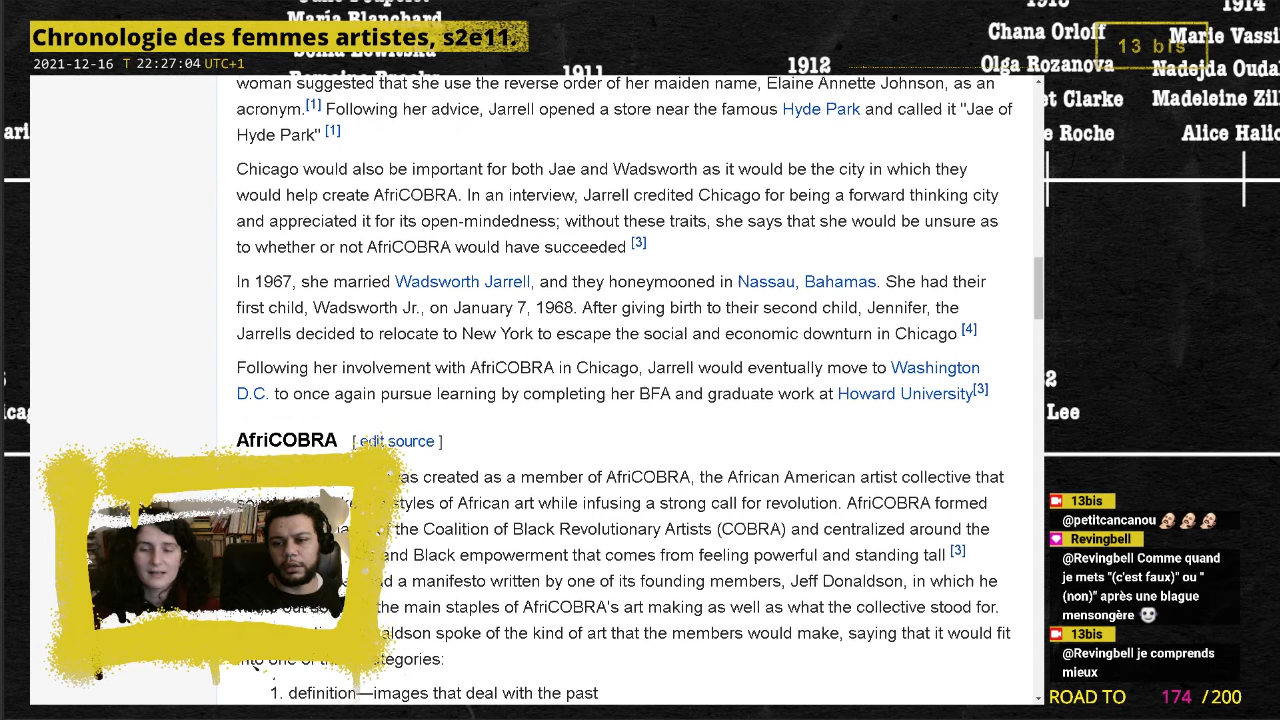 María Blanchard
Chronologie des femmes artistes, s2e11.
2021-12-16 T 22:27:04 UTC+1
1911
1912
1914
Chana Orloff
Olga Rozanova
13 bis
Clarke
Roche
Marie
Nadejda
Madeleine
Alice
Lee
woman suggested that she use the reverse order of her maiden name, Elaine Annette Johnson, as an
acronym.[1] Following her advice, Jarrell opened a store near the famous Hyde Park and called it "Jae of
Hyde Park" [1]
Chicago would also be important for both Jae and Wadsworth as it would be the city in which they
would help create AfriCOBRA. In an interview, Jarrell credited Chicago for being a forward thinking city
and appreciated it for its open-mindedness; without these traits, she says that she would be unsure as
to whether or not AfriCOBRA would have succeeded [3]
In 1967, she married Wadsworth Jarrell, and they honeymooned in Nassau, Bahamas. She had their
first child, Wadsworth Jr., on January 7, 1968. After giving birth to their second child, Jennifer, the
Jarrells decided to relocate to New York to escape the social and economic downturn in Chicago [4]
Following her involvement with AfriCOBRA in Chicago, Jarrell would eventually move to Washington
D.C. to once again pursue learning by completing her BFA and graduate work at Howard University[3]
AfriCOBRA [ edit source ]
as created as a member of AfriCOBRA, the African American artist collective that
styles of African art while infusing a strong call for revolution. AfriCOBRA formed
of the Coalition of Black Revolutionary Artists (COBRA) and centralized around the
and Black empowerment that comes from feeling powerful and standing tall [3]
a manifesto written by one of its founding members, Jeff Donaldson, in which he
the main staples of AfriCOBRA's art making as well as what the collective stood for.
aldson spoke of the kind of art that the members would make, saying that it would fit
into one of categories:
1. definition—images that deal with the past
13bis
@petitcancanou
Revingbell
@Revingbell Comme quand
je mets "(c'est faux)" ou "
(non)" après une blague
mensongère
13bis
@Revingbell je comprends
mieux
ROAD TO 174 / 200